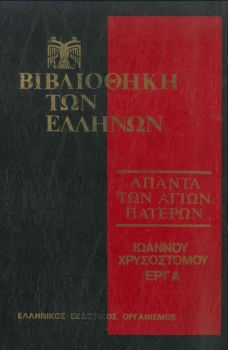 ΒΙΒΛΙΟΘΗΚΗ
ΤΩΝ
ΕΛΛΗΝΩΝ
ΑΠΑΝΤΑ
ΤΩΝ ΑΓΙΩΝ
ΠΑΤΕΡΩΝ
ΙΩΑΝΝΟΥ
ΧΡΥΣΟΣΤΟΜΟΥ
ΕΡΓΑ
ΕΛΛΗΝΙΚΟΣ ΕΚΔΟΤΙΚΟΣ ΟΡΓΑΝΙΣΜΟΣ